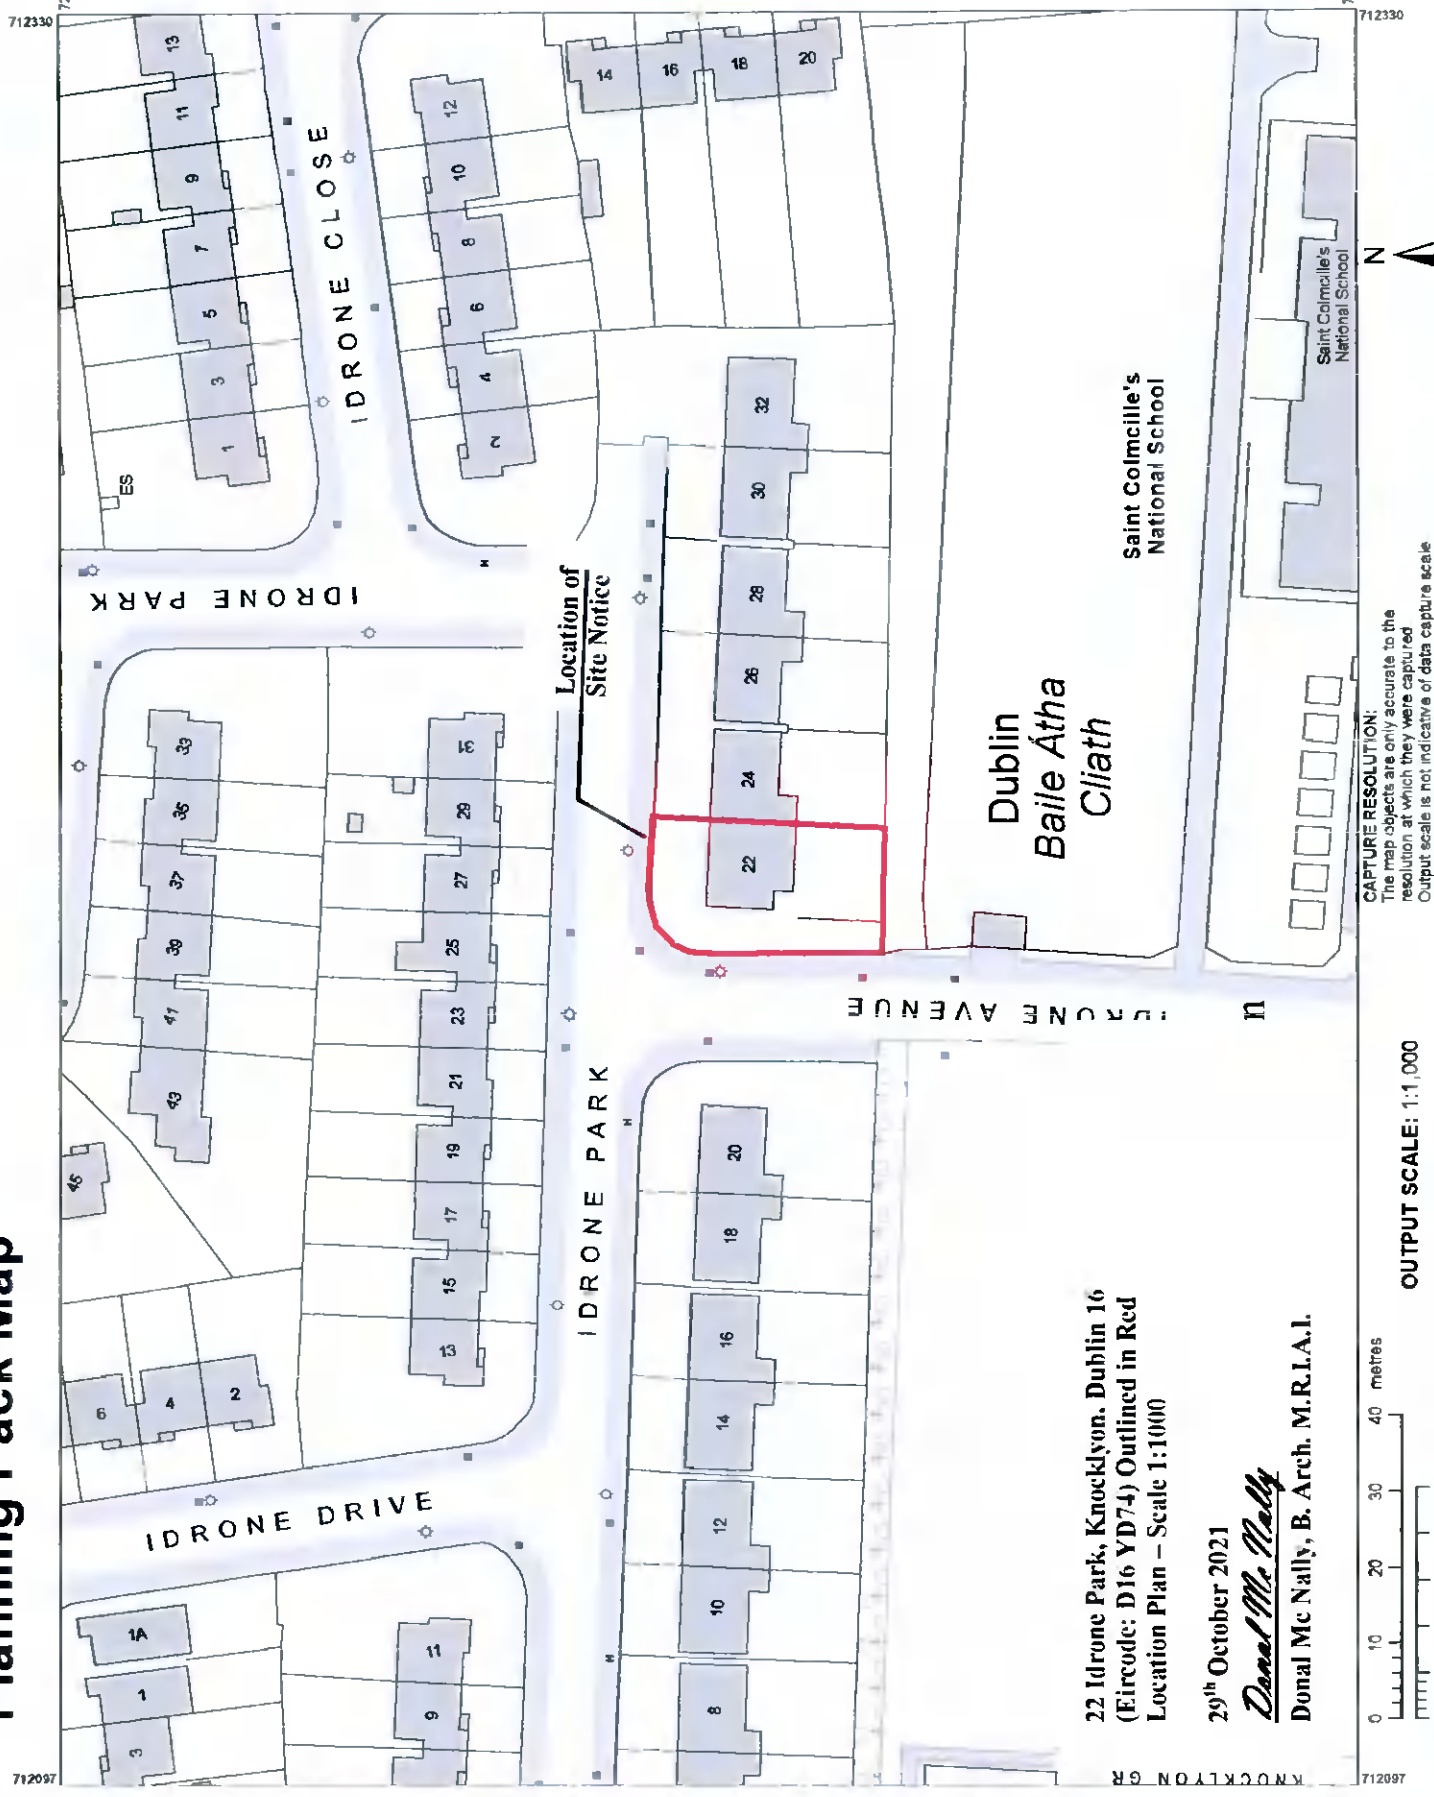 712330
712330
13
11
9
7
5
3
1
ES
IDRONE CLOSE
12
10
8
6
4
2
14
16
18
20
IDRONE PARK
33
35
37
39
41
43
45
29
27
25
23
21
19
17
15
13
6
4
2
IDRONE DRIVE
1A
1
3
11
9
IDRONE PARK
Location of
Site Notice
32
30
28
26
24
22
20
18
16
14
12
10
8
AVENUE
Dublin
Baile Átha
Cliath
Saint Colmcille's
National School
Saint Colmcille's
National School
N
n
22 Idrone Park, Knocklyon. Dublin 16
(Eircode: D16 YD74) Outlined in Red
Location Plan – Scale 1:1000
29th October 2021
Donal Mc Nally
Donal Mc Nally, B. Arch. M.R.I.A.I.
KNOCKLYON GR
712097
712097
CAPTURE RESOLUTION:
The map objects are only accurate to the
resolution at which they were captured
Output scale is not indicative of data capture scale
OUTPUT SCALE: 1:1,000
0 10 20 30 40 metres